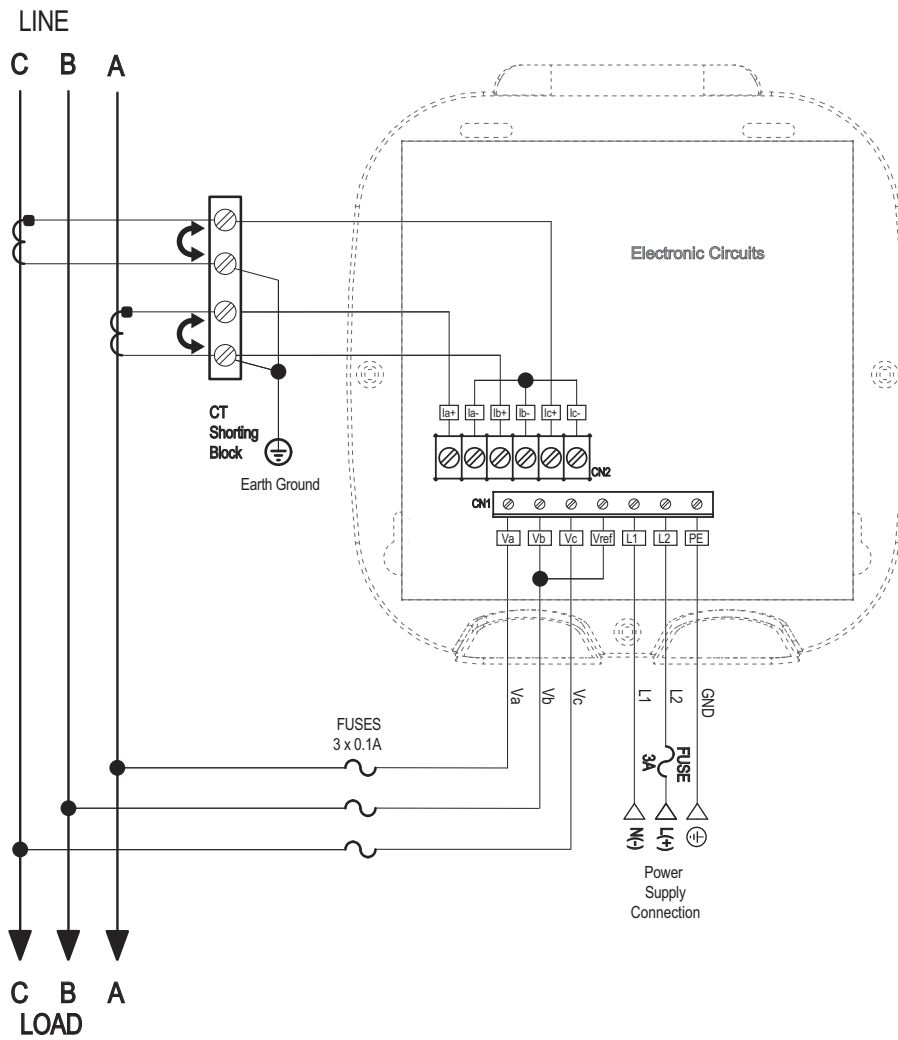 LINE
C B A
Electronic Circuits
CT
Shorting
Block
Earth Ground
Ia+ Ia- Ib+ Ib- Ic+ Ic-
CN2
CN1
Va Vb Vc Vref L1 L2 PE
Va Vb Vc L1 L2 GND
FUSES
3 x 0.1A
FUSE
3A
N(-) L(+)
Power
Supply
Connection
C B A
LOAD